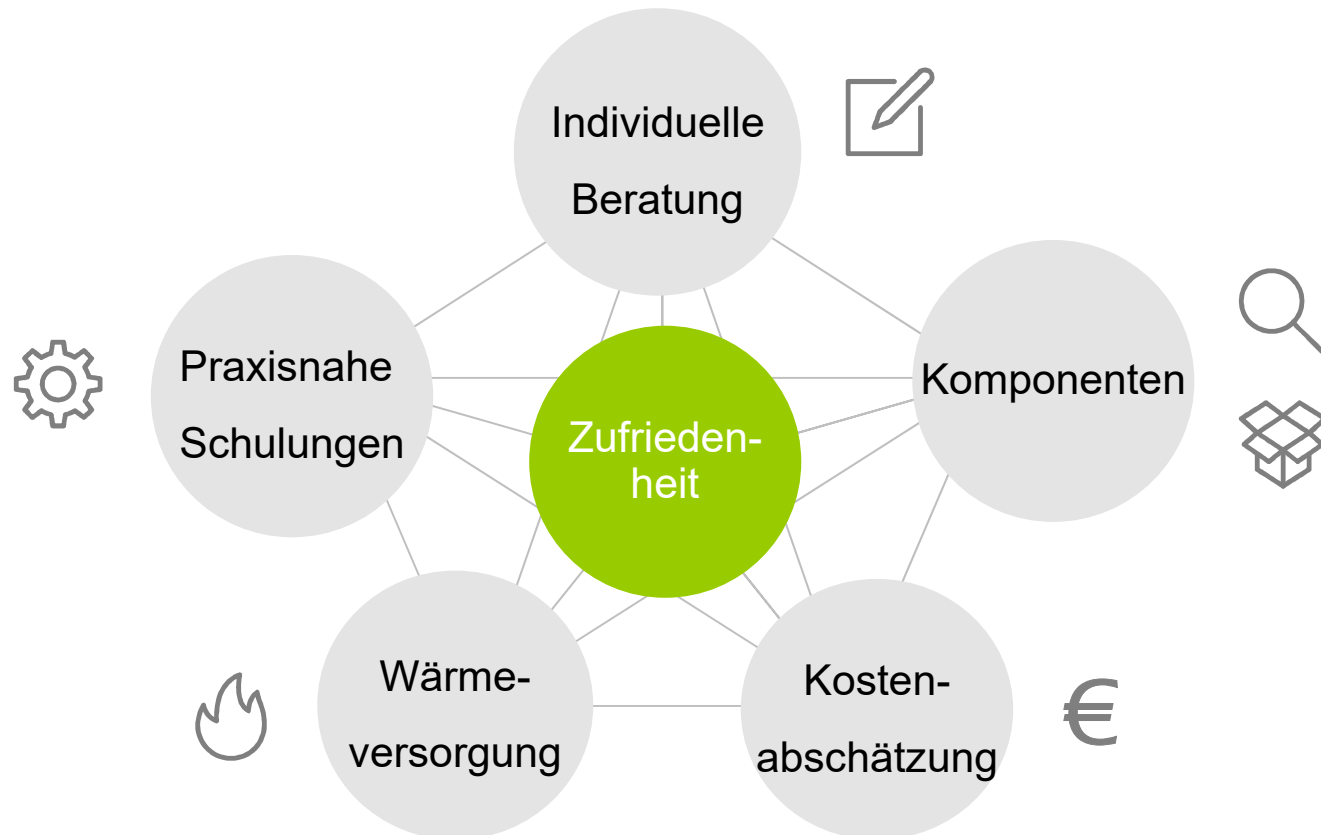 Individuelle
Beratung
Praxisnahe
Schulungen
Komponenten
Zufrieden-
heit
Wärme-
versorgung
Kosten-
abschätzung
€